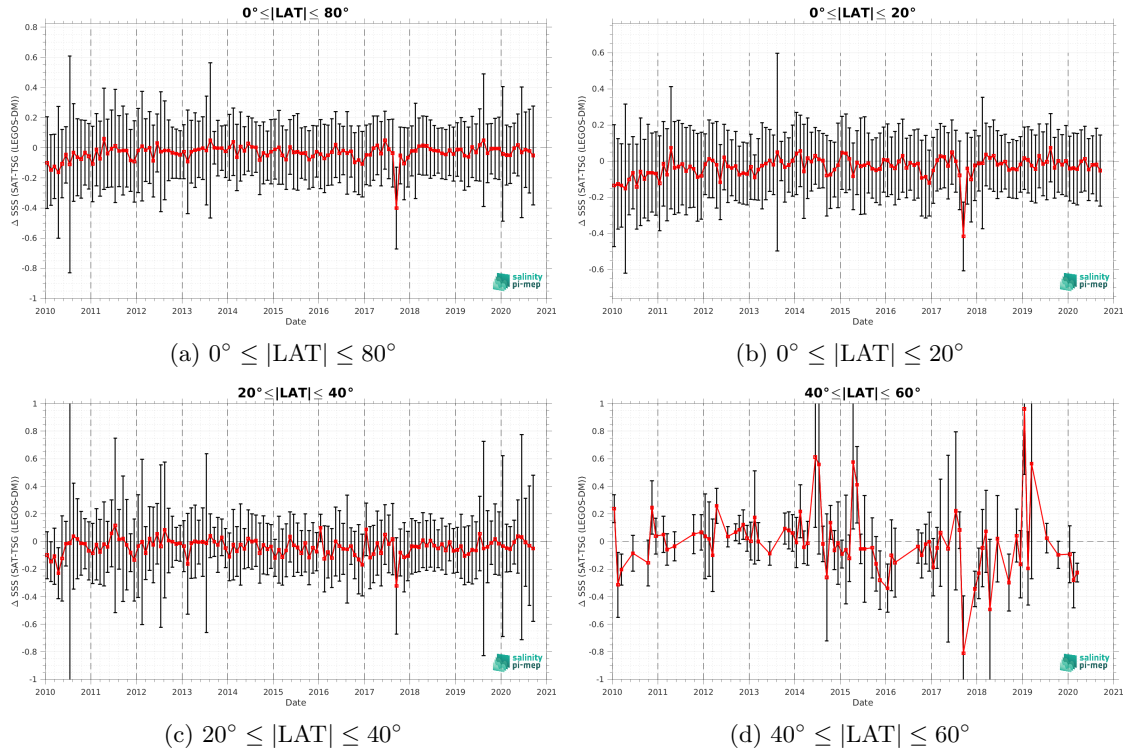 0°≤|LAT|≤ 80°
Δ SSS (SAT-TSG (LEGOS-DM))
0.8
0.6
0.4
0.2
0
-0.2
-0.4
-0.6
-0.8
-1
2010 2011 2012 2013 2014 2015 2016 2017 2018 2019 2020 2021
Date
salinity
pi-mep
(a) 0° ≤ |LAT| ≤ 80°
0°≤|LAT|≤ 20°
Δ SSS (SAT-TSG (LEGOS-DM))
0.6
0.4
0.2
0
-0.2
-0.4
-0.6
2010 2011 2012 2013 2014 2015 2016 2017 2018 2019 2020 2021
Date
salinity
pi-mep
(b) 0° ≤ |LAT| ≤ 20°
20°≤|LAT|≤ 40°
Δ SSS (SAT-TSG (LEGOS-DM))
1
0.8
0.6
0.4
0.2
0
-0.2
-0.4
-0.6
-0.8
-1
2010 2011 2012 2013 2014 2015 2016 2017 2018 2019 2020 2021
Date
salinity
pi-mep
(c) 20° ≤ |LAT| ≤ 40°
40°≤|LAT|≤ 60°
Δ SSS (SAT-TSG (LEGOS-DM))
1
0.8
0.6
0.4
0.2
0
-0.2
-0.4
-0.6
-0.8
-1
2010 2011 2012 2013 2014 2015 2016 2017 2018 2019 2020 2021
Date
salinity
pi-mep
(d) 40° ≤ |LAT| ≤ 60°